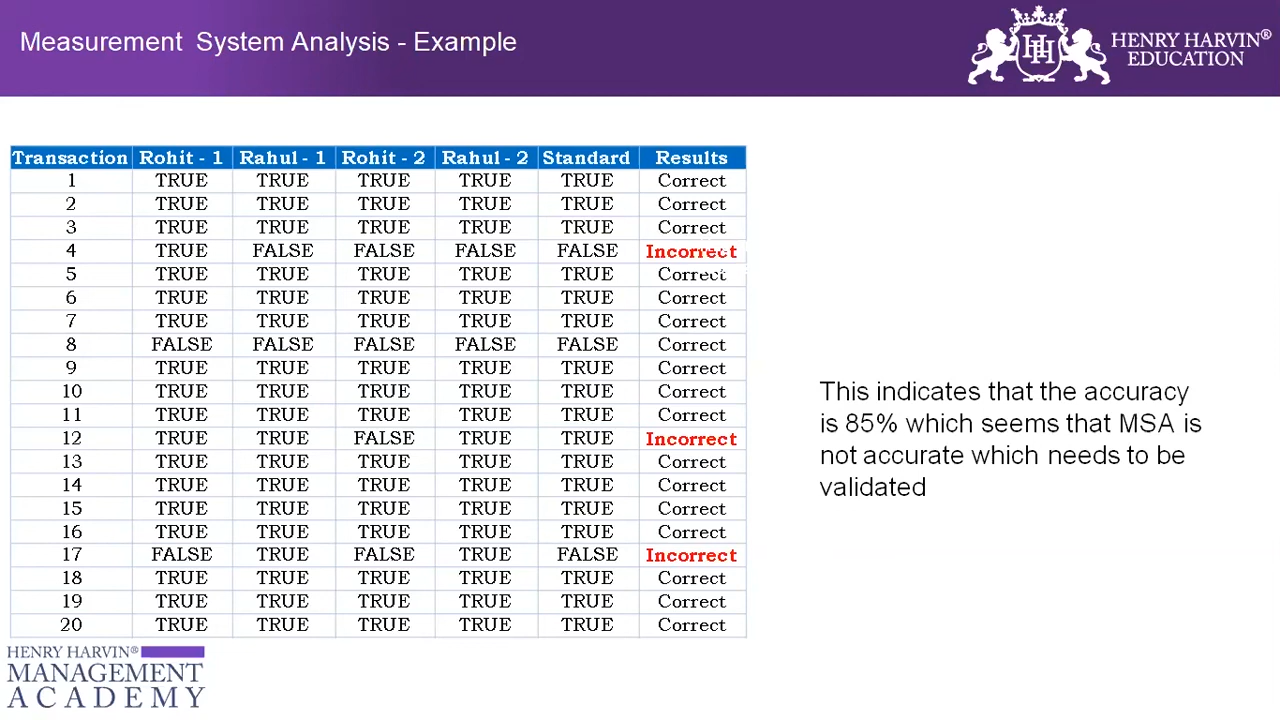 Measurement System Analysis - Example
HENRY HARVIN®
EDUCATION
Transaction Rohit - 1 Rahul - 1 Rohit - 2 Rahul - 2 Standard Results
1 TRUE TRUE TRUE TRUE TRUE Correct
2 TRUE TRUE TRUE TRUE TRUE Correct
3 TRUE TRUE TRUE TRUE TRUE Correct
4 TRUE FALSE FALSE FALSE FALSE Incorrect
5 TRUE TRUE TRUE TRUE TRUE Correct
6 TRUE TRUE TRUE TRUE TRUE Correct
7 TRUE TRUE TRUE TRUE TRUE Correct
8 FALSE FALSE FALSE FALSE FALSE Correct
9 TRUE TRUE TRUE TRUE TRUE Correct
10 TRUE TRUE TRUE TRUE TRUE Correct
11 TRUE TRUE TRUE TRUE TRUE Correct
12 TRUE TRUE FALSE TRUE TRUE Incorrect
13 TRUE TRUE TRUE TRUE TRUE Correct
14 TRUE TRUE TRUE TRUE TRUE Correct
15 TRUE TRUE TRUE TRUE TRUE Correct
16 TRUE TRUE TRUE TRUE TRUE Correct
17 FALSE TRUE FALSE TRUE FALSE Incorrect
18 TRUE TRUE TRUE TRUE TRUE Correct
19 TRUE TRUE TRUE TRUE TRUE Correct
20 TRUE TRUE TRUE TRUE TRUE Correct
This indicates that the accuracy
is 85% which seems that MSA is
not accurate which needs to be
validated
HENRY HARVIN®
MANAGEMENT
ACADEMY